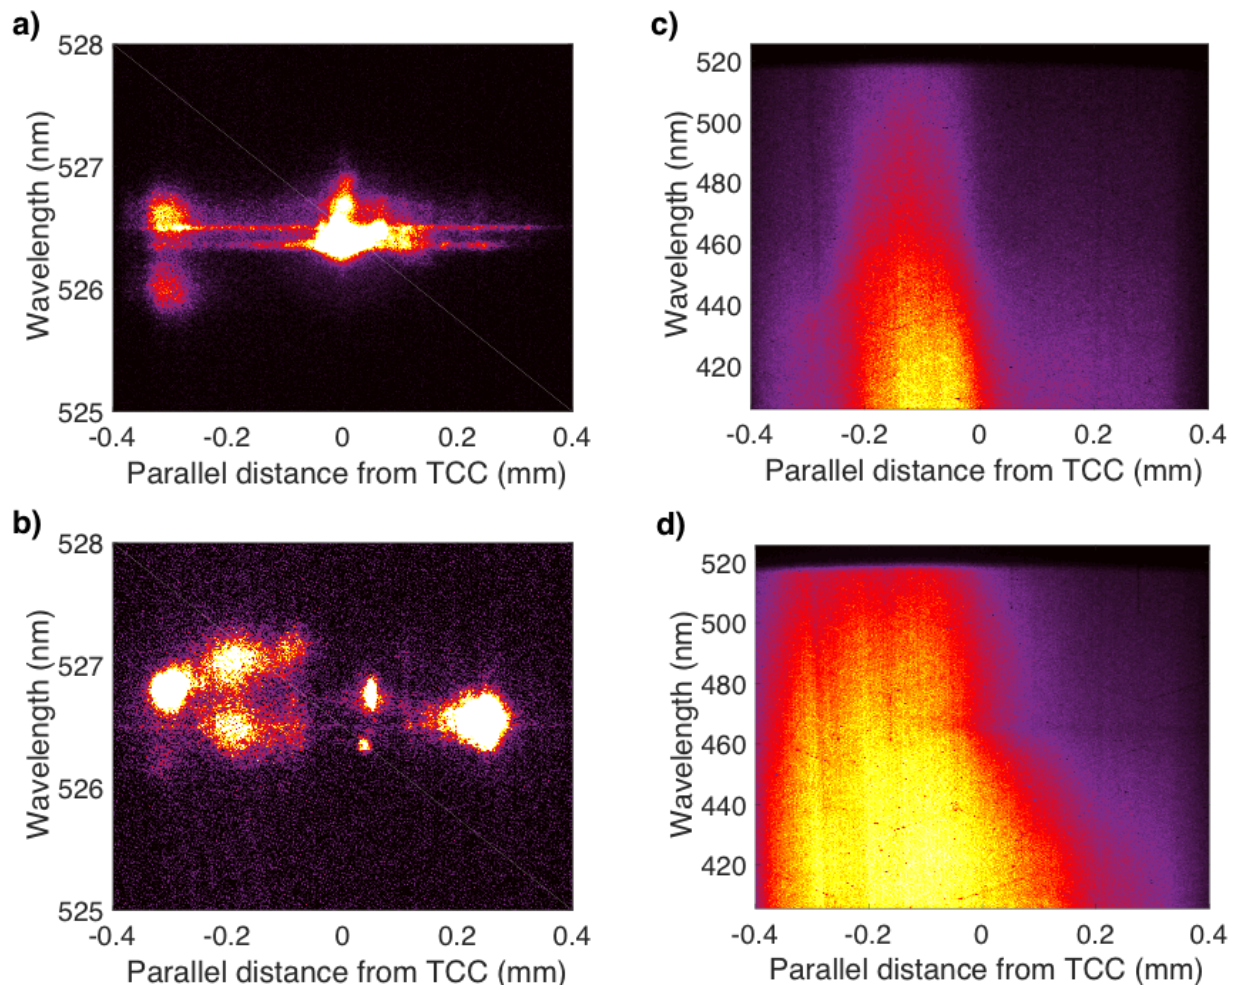 a)
528
527
526
525
Wavelength (nm)
-0.4 -0.2 0 0.2 0.4
Parallel distance from TCC (mm)
c)
520
500
480
460
440
420
Wavelength (nm)
-0.4 -0.2 0 0.2 0.4
Parallel distance from TCC (mm)
b)
528
527
526
525
Wavelength (nm)
-0.4 -0.2 0 0.2 0.4
Parallel distance from TCC (mm)
d)
520
500
480
460
440
420
Wavelength (nm)
-0.4 -0.2 0 0.2 0.4
Parallel distance from TCC (mm)